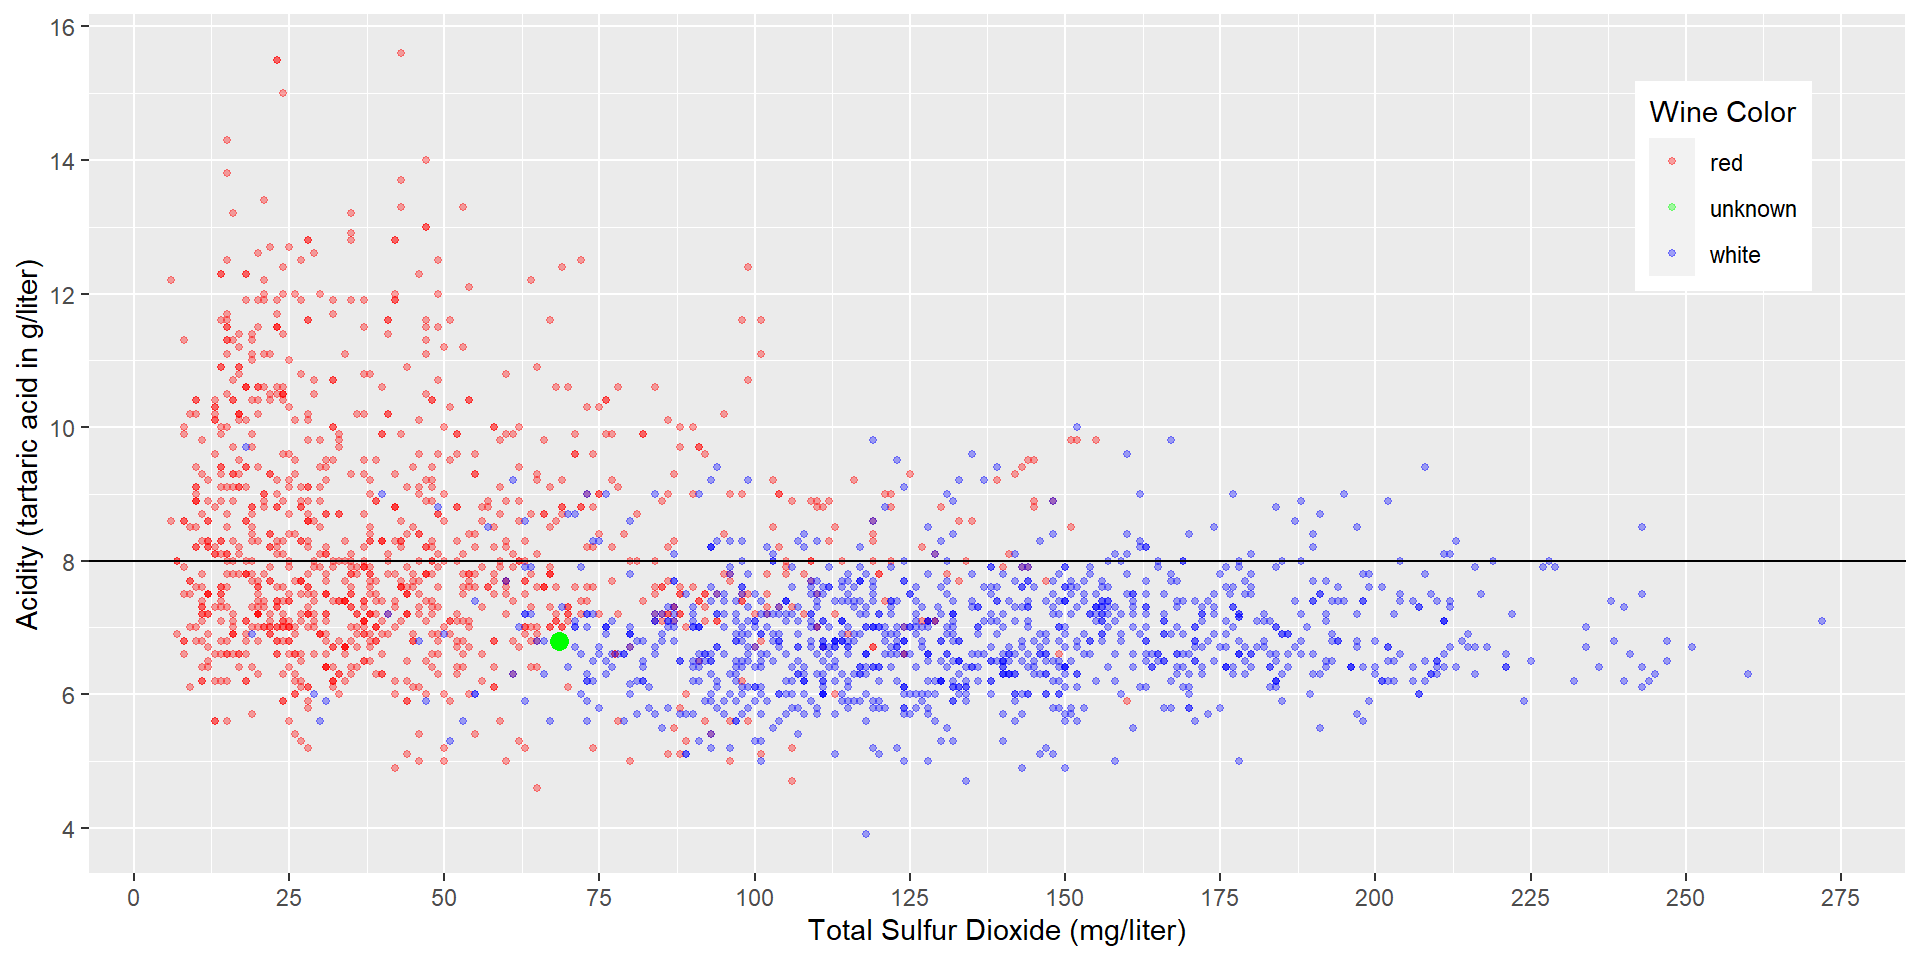 16
14
12
10
8
6
4
Acidity (tartaric acid in g/liter)
Wine Color
red
unknown
white
0 25 50 75 100 125 150 175 200 225 250 275
Total Sulfur Dioxide (mg/liter)